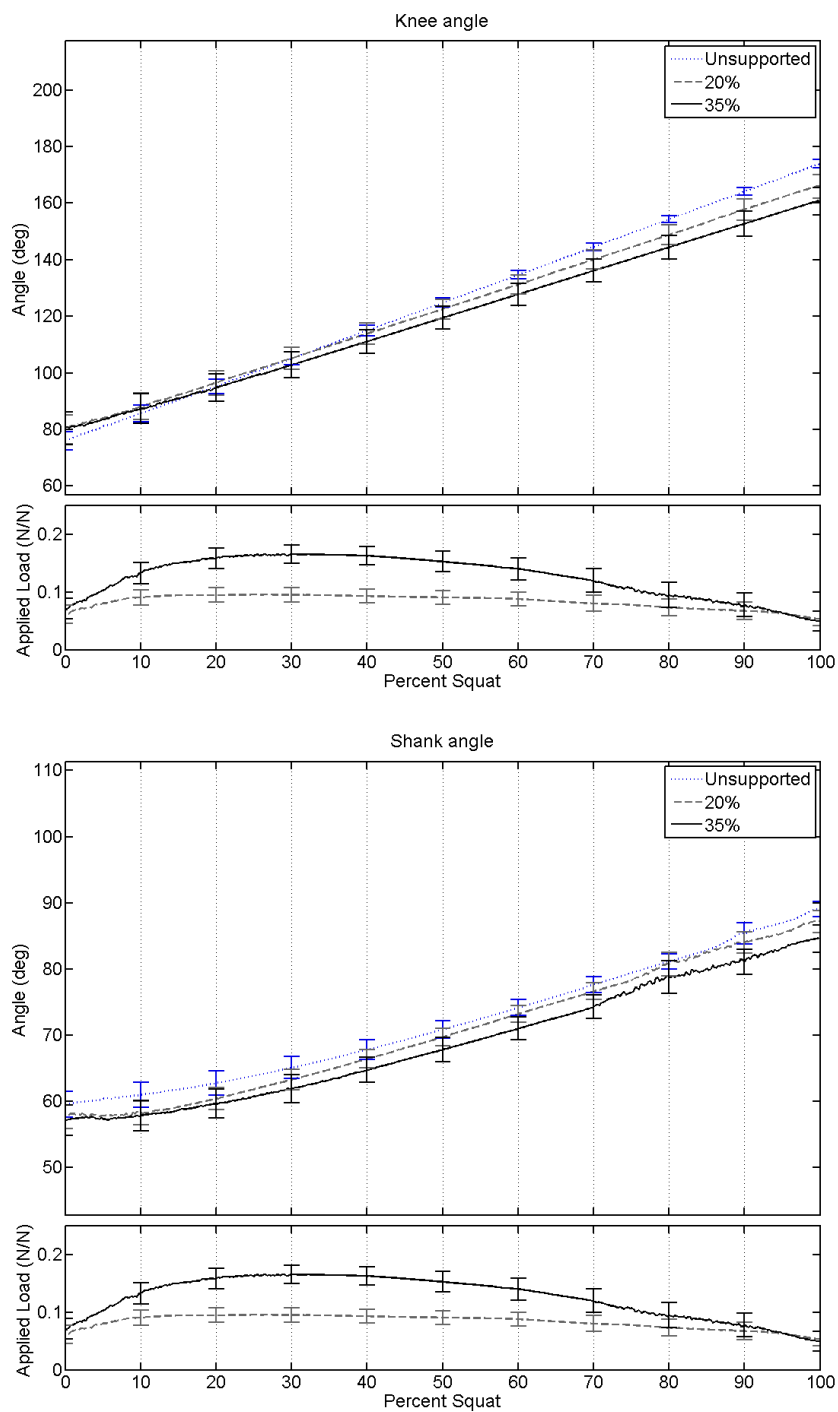 Knee angle
Unsupported
20%
35%
Angle (deg)
200
180
160
140
120
100
80
60
Applied Load (N/N)
0.2
0.1
0
0 10 20 30 40 50 60 70 80 90 100
Percent Squat
Shank angle
Unsupported
20%
35%
Angle (deg)
110
100
90
80
70
60
50
Applied Load (N/N)
0.2
0.1
0
0 10 20 30 40 50 60 70 80 90 100
Percent Squat